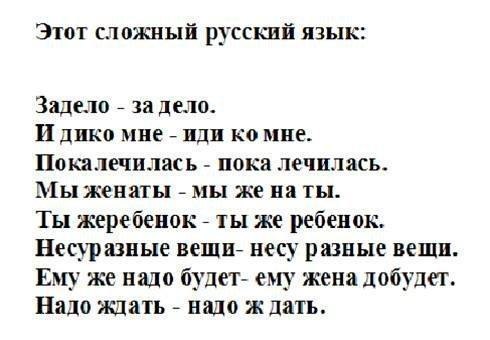 Этот сложный русский язык:
Задело - за дело.
И дико мне - иди ко мне.
Покалечилась - пока лечилась.
Мы женаты - мы же на ты.
Ты жеребенок - ты же ребенок.
Несуразные вещи- несу разные вещи.
Ему же надо будет- ему жена добудет.
Надо ждать - надо ж дать.